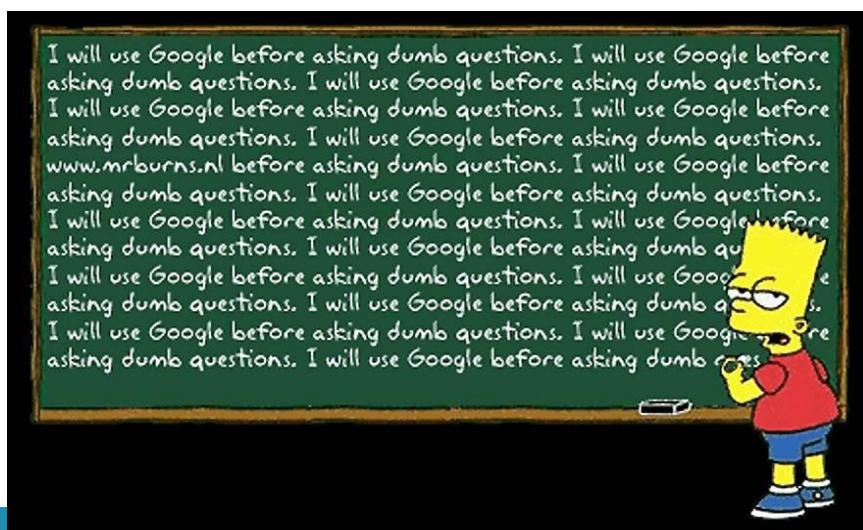 I will use Google before asking dumb questions. I will use Google before
asking dumb questions. I will use Google before asking dumb questions.
I will use Google before asking dumb questions. I will use Google before
asking dumb questions. I will use Google before asking dumb questions.
www.mrburns.nl before asking dumb questions. I will use Google before
asking dumb questions. I will use Google before asking dumb questions.
I will use Google before asking dumb questions. I will use Google
asking dumb questions. I will use Google before asking dumb
I will use Google before asking dumb questions. I will use
asking dumb questions. I will use Google before asking dumb
I will use Google before asking dumb questions. I will use Google
asking dumb questions. I will use Google before asking dumb